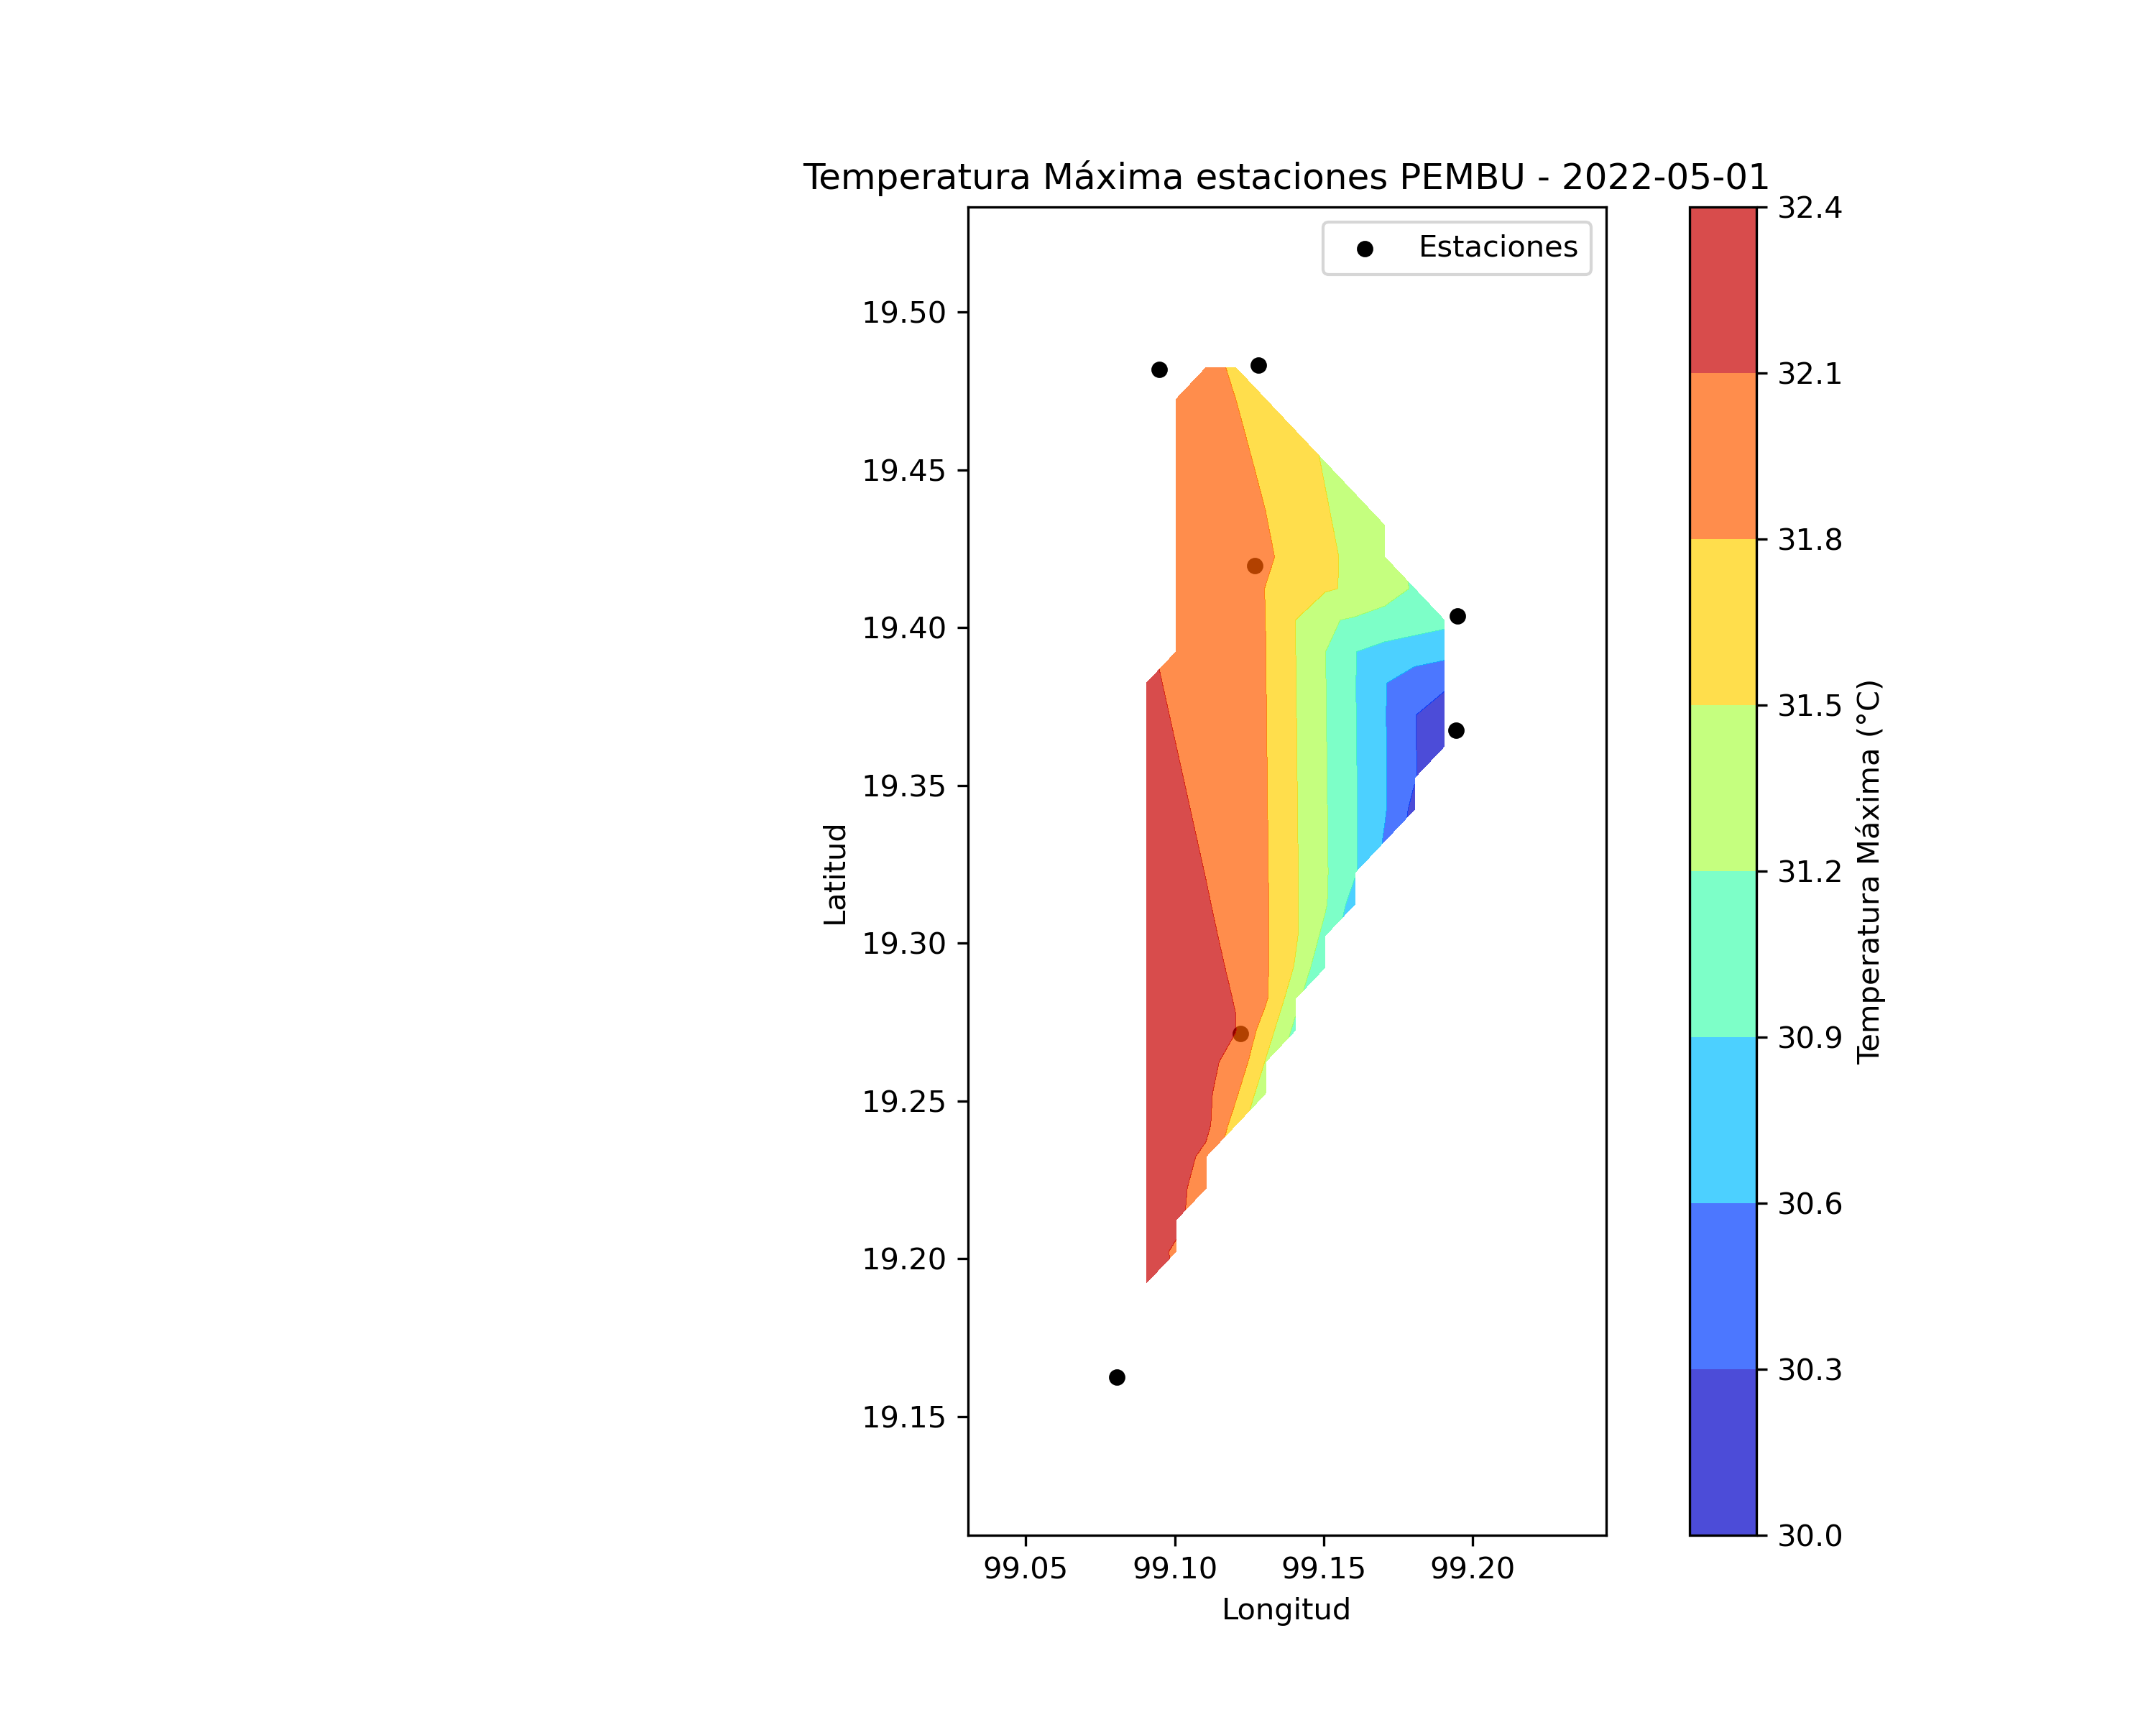 Temperatura Máxima estaciones PEMBU - 2022-05-01
Estaciones
19.50
19.45
19.40
19.35
19.30
19.25
19.20
19.15
Latitud
99.05 99.10 99.15 99.20
Longitud
32.4
32.1
31.8
31.5
31.2
30.9
30.6
30.3
30.0
Temperatura Máxima (°C)